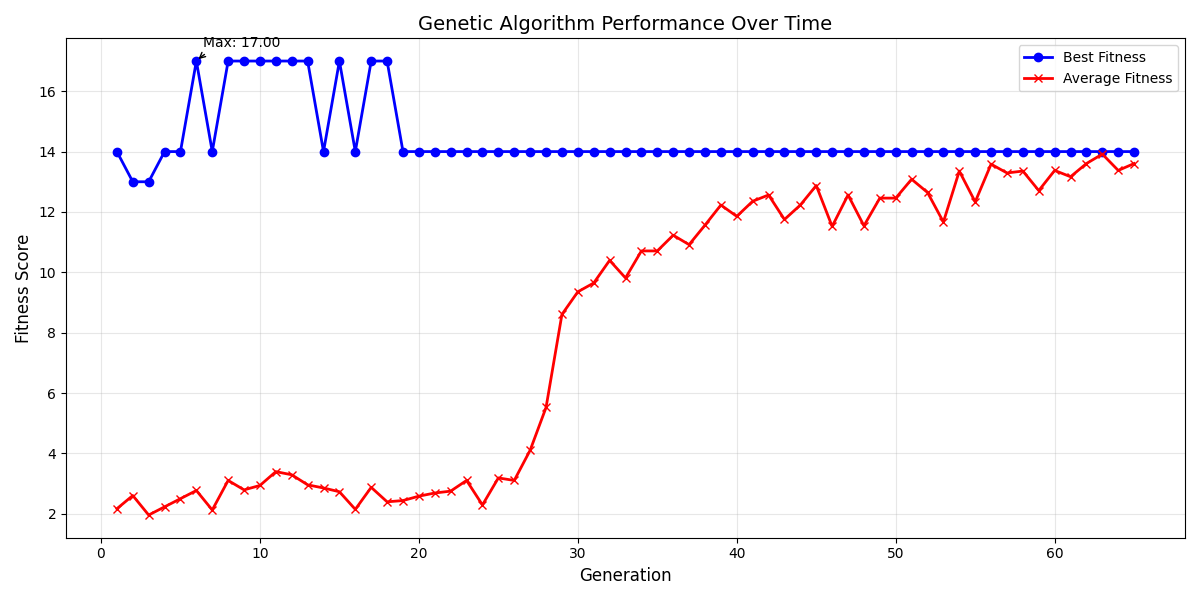 Genetic Algorithm Performance Over Time
Max: 17.00
Best Fitness
Average Fitness
Fitness Score
16
14
12
10
8
6
4
2
0 10 20 30 40 50 60
Generation